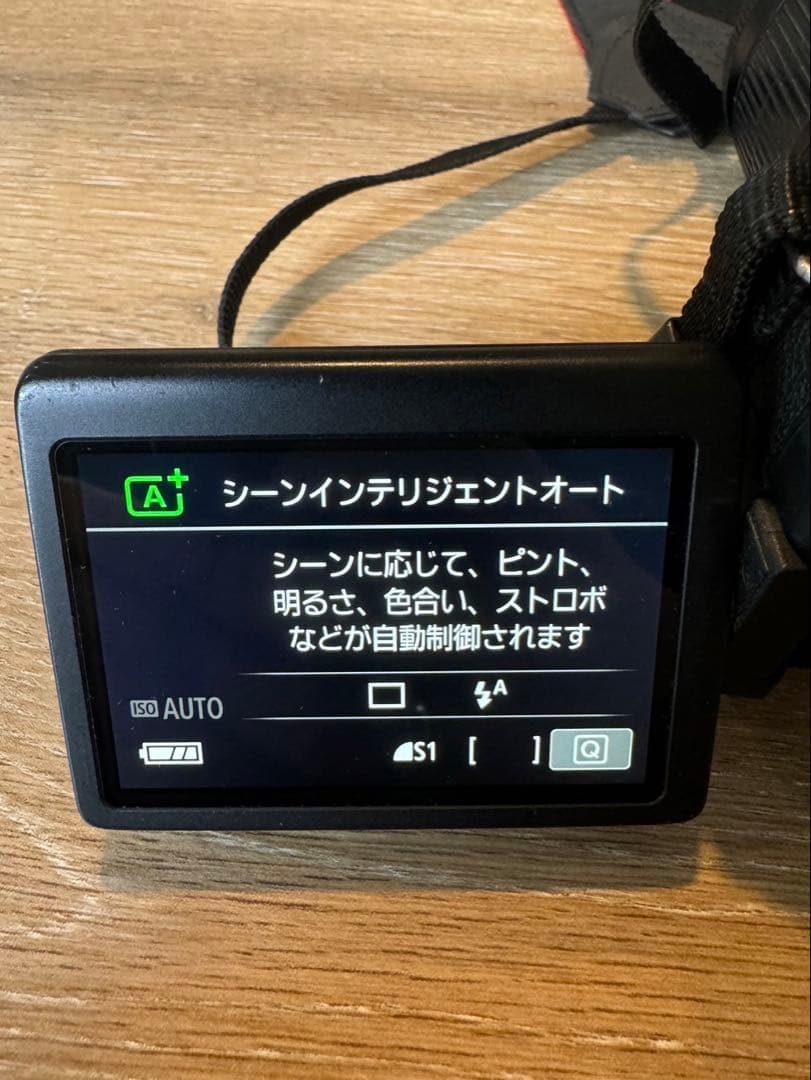 A+ シーンインテリジェントオート
シーンに応じて、ピント、
明るさ、色合い、ストロボ
などが自動制御されます
ISO AUTO
A
S1 [ ] Q